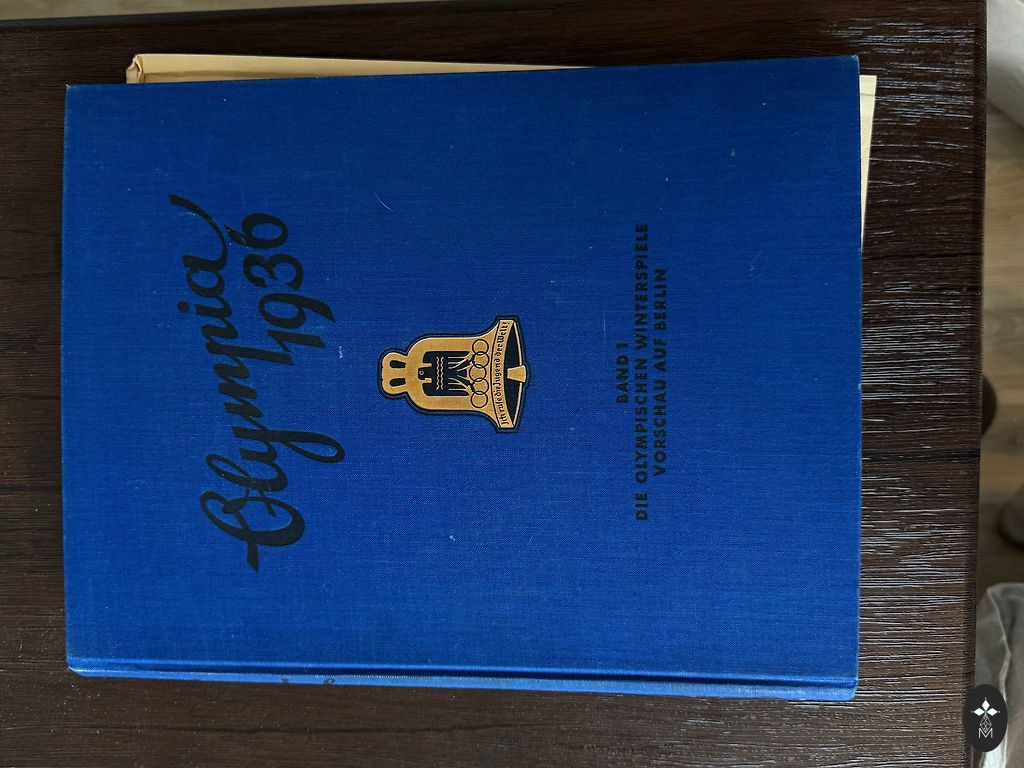 Olympia
1936
Ich rufe die Jugend der Welt!
BAND 1
DIE OLYMPISCHEN WINTERSPIELE
VORSCHAU AUF BERLIN
M